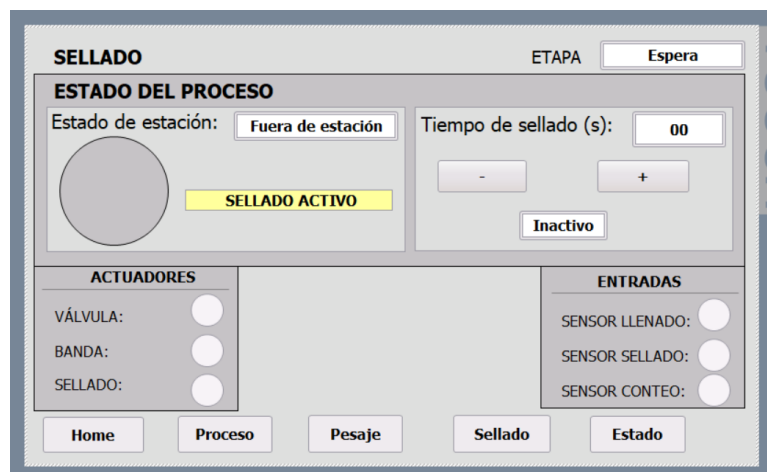 SELLADO
ETAPA Espera
ESTADO DEL PROCESO
Estado de estación: Fuera de estación
SELLADO ACTIVO
Tiempo de sellado (s): 00
- +
Inactivo
ACTUADORES
VÁLVULA:
BANDA:
SELLADO:
ENTRADAS
SENSOR LLENADO:
SENSOR SELLADO:
SENSOR CONTEO:
Home Proceso Pesaje Sellado Estado